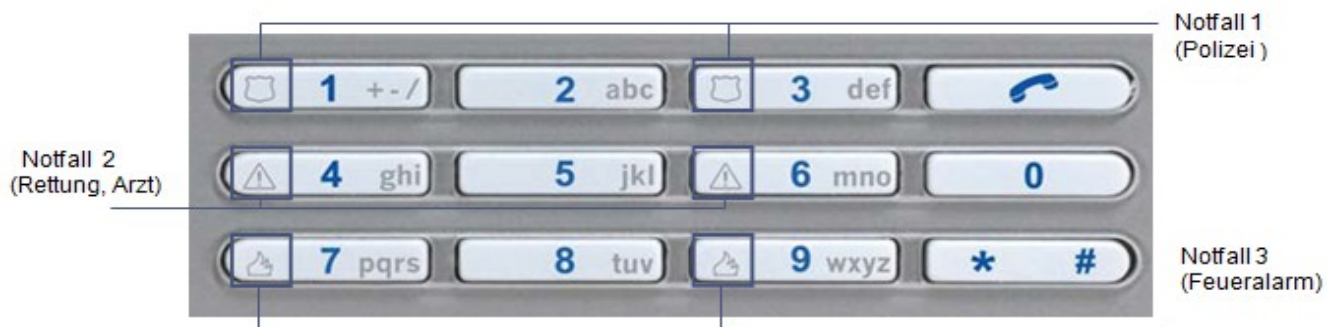 Notfall 1
(Polizei )
1 +-/ 2 abc 3 def
Notfall 2
(Rettung, Arzt)
4 ghi 5 jkl 6 mno 0
7 pqrs 8 tuv 9 wxyz * #
Notfall 3
(Feueralarm)